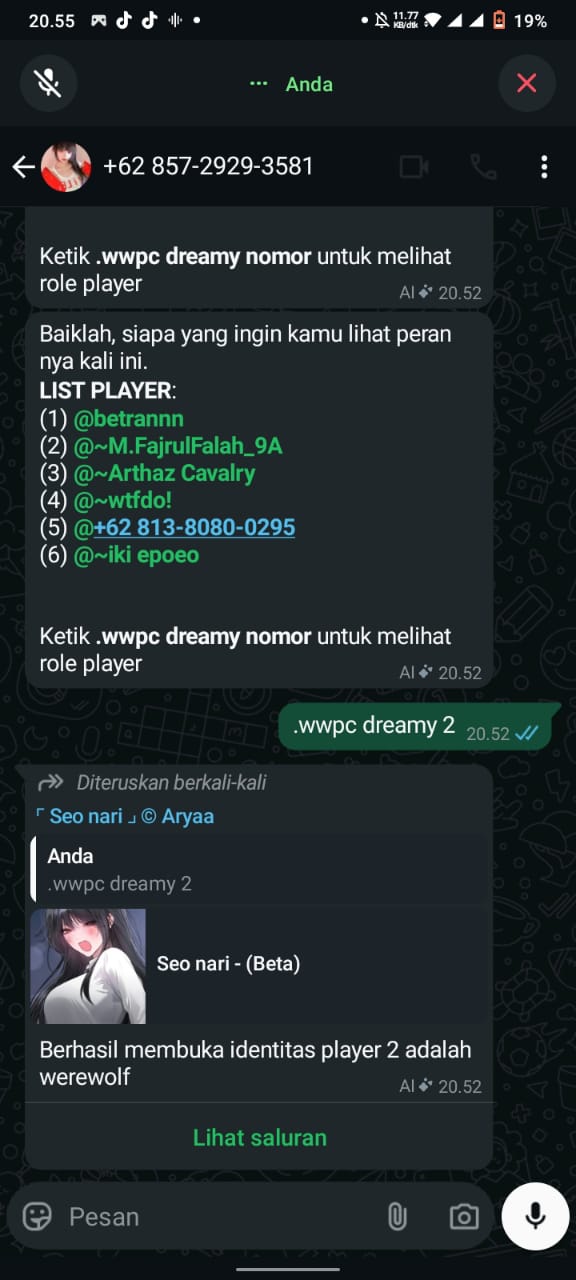 20.55
11.77
KB/dtk
19%
Anda
+62 857-2929-3581
Ketik .wwpc dreamy nomor untuk melihat
role player
AI 20.52
Baiklah, siapa yang ingin kamu lihat peran
nya kali ini.
LIST PLAYER:
(1) @betrannn
(2) @~M.FajrulFalah_9A
(3) @~Arthaz Cavalry
(4) @~wtfdo!
(5) @+62 813-8080-0295
(6) @~iki epoeo
Ketik .wwpc dreamy nomor untuk melihat
role player
AI 20.52
.wwpc dreamy 2 20.52
Diteruskan berkali-kali
「 Seo nari 」 © Aryaa
Anda
.wwpc dreamy 2
Seo nari - (Beta)
Berhasil membuka identitas player 2 adalah
werewolf
AI 20.52
Lihat saluran
Pesan